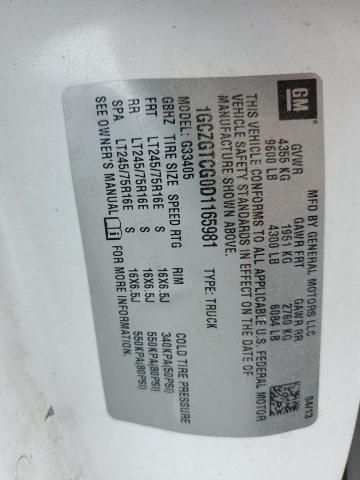 GM
MFD BY GENERAL MOTORS LLC
04/13
GVWR
GAWR FRT
GAWR RR
4355 KG
1951 KG
2760 KG
9600 LB
4300 LB
6084 LB
THIS VEHICLE CONFORMS TO ALL APPLICABLE U.S. FEDERAL MOTOR
VEHICLE SAFETY STANDARDS IN EFFECT ON THE DATE OF
MANUFACTURE SHOWN ABOVE.
1GCZGTCG0D1165981
TYPE: TRUCK
G33405
GBHZ TIRE SIZE SPEED RTG RIM COLD TIRE PRESSURE
FRT LT245/75R16E S 16X6.5J 340KPA(50PSI)
RR LT245/75R16E S 16X6.5J 550KPA(80PSI)
SPA LT245/75R16E S 16X6.5J 550KPA(80PSI)
SEE OWNER'S MANUAL FOR MORE INFORMATION